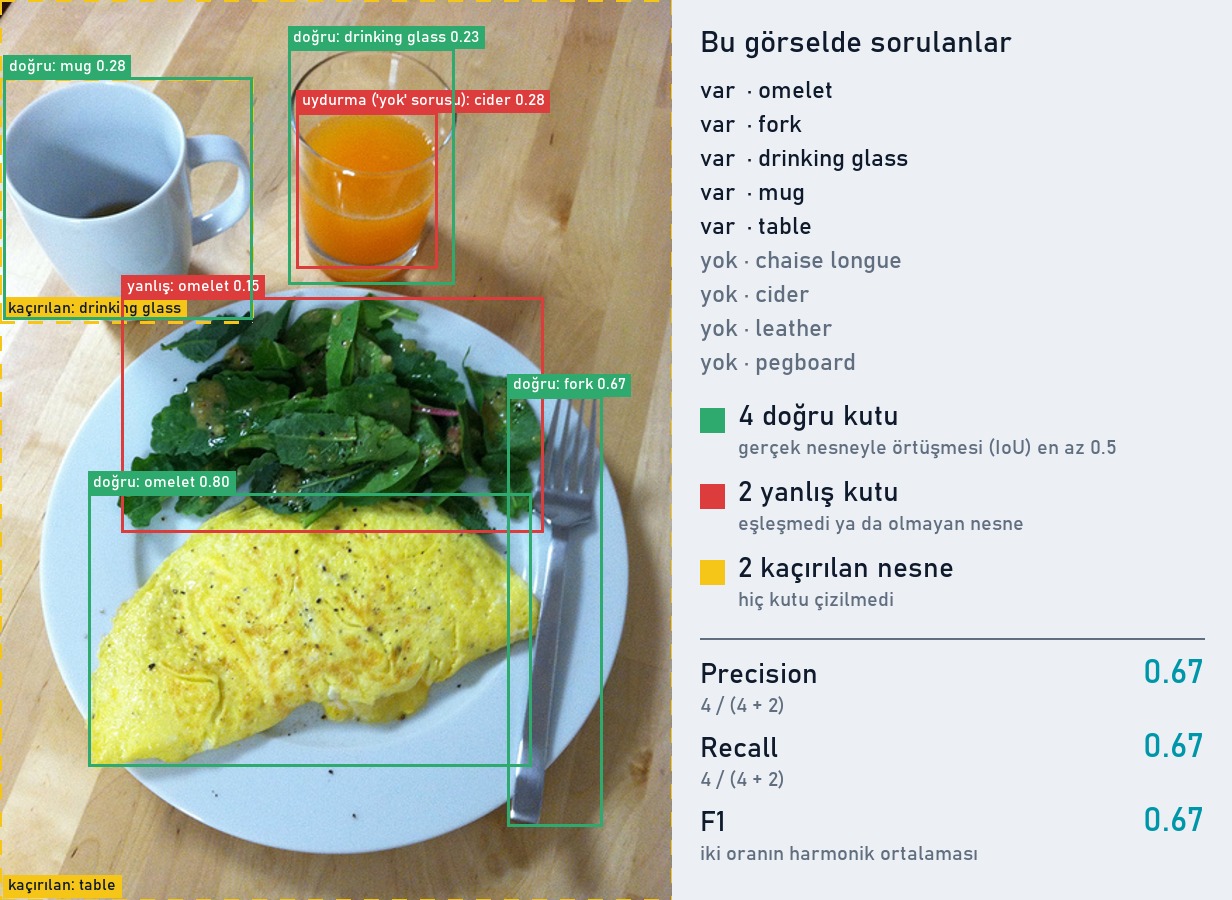 doğru: drinking glass 0.23
doğru: mug 0.28
uydurma ('yok' sorusu): cider 0.28
yanlış: omelet 0.15
kaçırılan: drinking glass
doğru: fork 0.67
doğru: omelet 0.80
kaçırılan: table
Bu görselde sorulanlar
var · omelet
var · fork
var · drinking glass
var · mug
var · table
yok · chaise longue
yok · cider
yok · leather
yok · pegboard
4 doğru kutu
gerçek nesneyle örtüşmesi (IoU) en az 0.5
2 yanlış kutu
eşleşmedi ya da olmayan nesne
2 kaçırılan nesne
hiç kutu çizilmedi
Precision 0.67
4 / (4 + 2)
Recall 0.67
4 / (4 + 2)
F1 0.67
iki oranın harmonik ortalaması